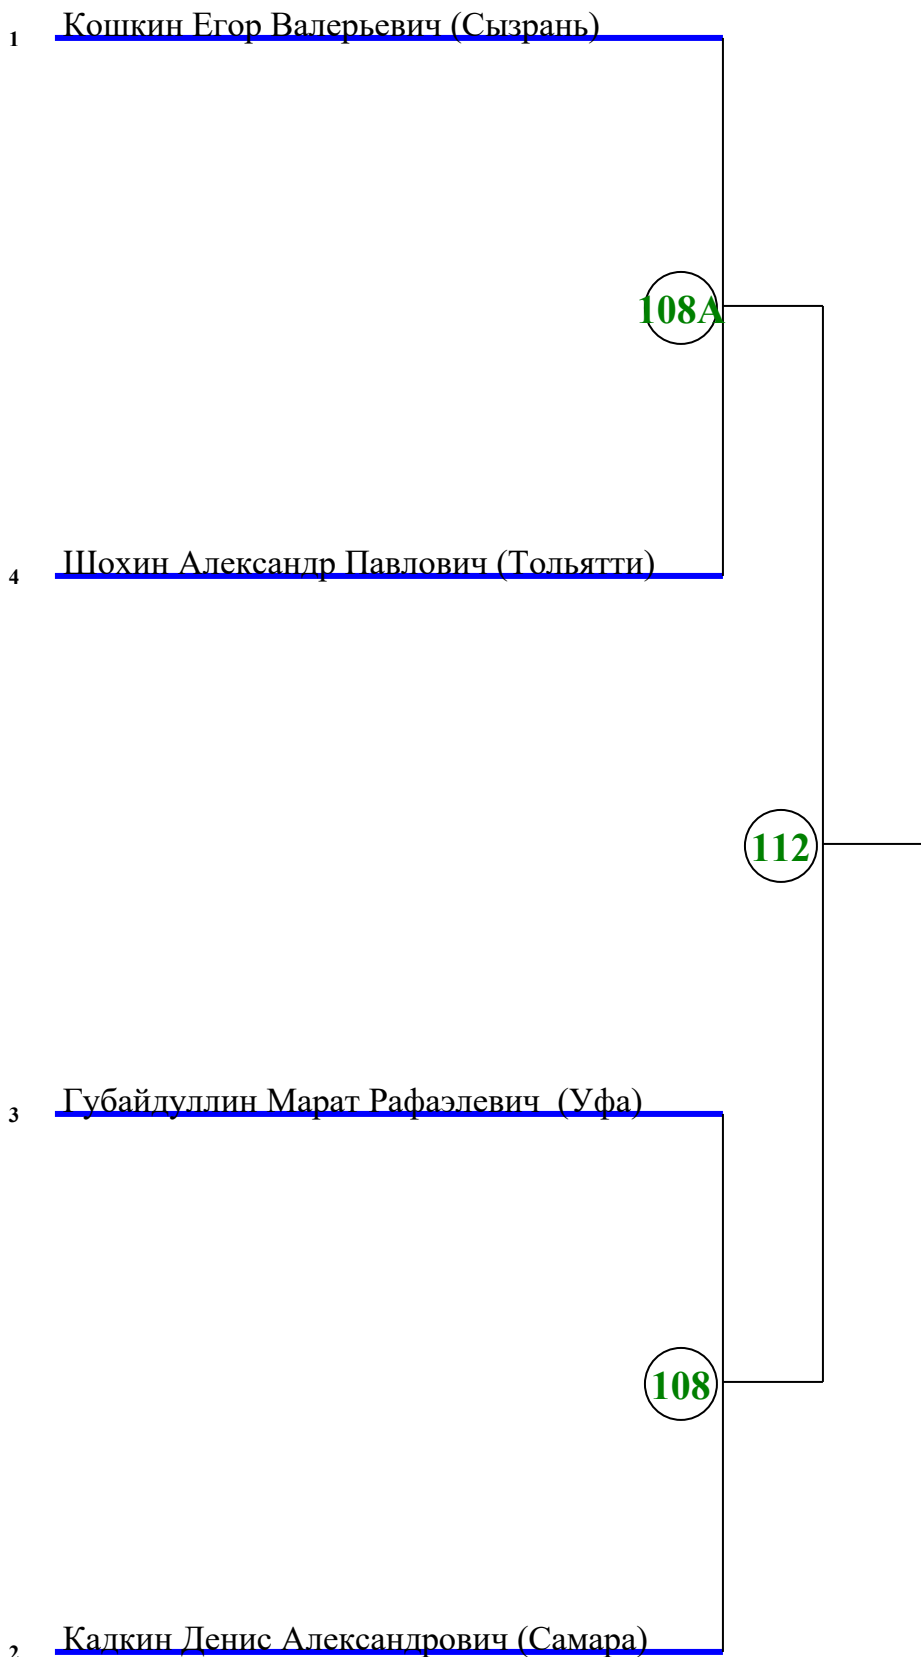 1 Кошкин Егор Валерьевич (Сызрань)
108А
4 Шохин Александр Павлович (Тольятти)
112
3 Губайдуллин Марат Рафаэлевич (Уфа)
108
2 Кадкин Денис Александрович (Самара)